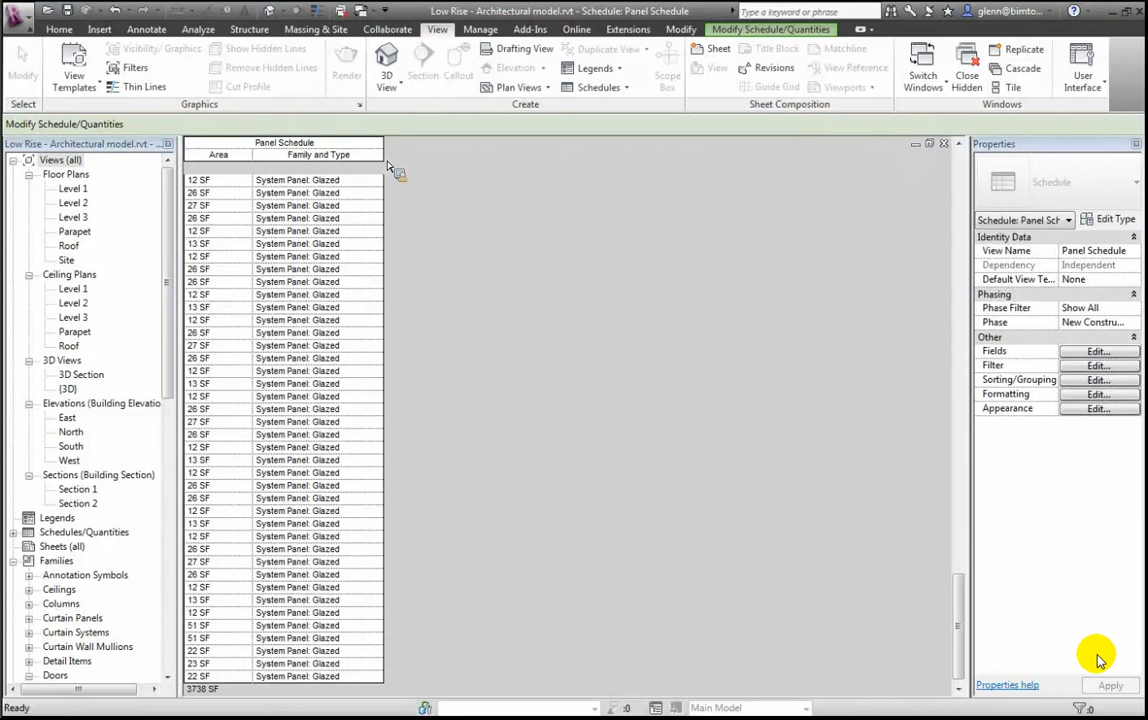 Low Rise - Architectural model.rvt - Schedule: Panel Schedule
Type a keyword or phrase
glenn@bimto...
Home Insert Annotate Analyze Structure Massing & Site Collaborate View Manage Add-Ins Online Extensions Modify Modify Schedule/Quantities
Modify
View Templates
Visibility/ Graphics
Filters
Thin Lines
Show Hidden Lines
Remove Hidden Lines
Cut Profile
Render
3D View
Section
Callout
Drafting View
Elevation
Plan Views
Duplicate View
Legends
Schedules
Scope Box
Sheet
View
Title Block
Revisions
Guide Grid
Matchline
View Reference
Viewports
Switch Windows
Close Hidden
Replicate
Cascade
Tile
User Interface
Select Graphics Create Sheet Composition Windows
Modify Schedule/Quantities
Low Rise - Architectural model.rvt -...
Views (all)
Floor Plans
Level 1
Level 2
Level 3
Parapet
Roof
Site
Ceiling Plans
Level 1
Level 2
Level 3
Parapet
Roof
3D Views
3D Section
{3D}
Elevations (Building Elevatio
East
North
South
West
Sections (Building Section)
Section 1
Section 2
Legends
Schedules/Quantities
Sheets (all)
Families
Annotation Symbols
Ceilings
Columns
Curtain Panels
Curtain Systems
Curtain Wall Mullions
Detail Items
Doors
Panel Schedule
Area Family and Type
12 SF System Panel: Glazed
26 SF System Panel: Glazed
27 SF System Panel: Glazed
26 SF System Panel: Glazed
12 SF System Panel: Glazed
13 SF System Panel: Glazed
12 SF System Panel: Glazed
26 SF System Panel: Glazed
26 SF System Panel: Glazed
12 SF System Panel: Glazed
13 SF System Panel: Glazed
12 SF System Panel: Glazed
26 SF System Panel: Glazed
27 SF System Panel: Glazed
26 SF System Panel: Glazed
12 SF System Panel: Glazed
13 SF System Panel: Glazed
12 SF System Panel: Glazed
26 SF System Panel: Glazed
27 SF System Panel: Glazed
26 SF System Panel: Glazed
12 SF System Panel: Glazed
13 SF System Panel: Glazed
12 SF System Panel: Glazed
26 SF System Panel: Glazed
26 SF System Panel: Glazed
12 SF System Panel: Glazed
13 SF System Panel: Glazed
12 SF System Panel: Glazed
26 SF System Panel: Glazed
27 SF System Panel: Glazed
26 SF System Panel: Glazed
12 SF System Panel: Glazed
13 SF System Panel: Glazed
12 SF System Panel: Glazed
51 SF System Panel: Glazed
51 SF System Panel: Glazed
22 SF System Panel: Glazed
23 SF System Panel: Glazed
22 SF System Panel: Glazed
3738 SF
Properties
Schedule
Schedule: Panel Sch
Edit Type
Identity Data
View Name Panel Schedule
Dependency Independent
Default View Te... None
Phasing
Phase Filter Show All
Phase New Constru...
Other
Fields Edit...
Filter Edit...
Sorting/Grouping Edit...
Formatting Edit...
Appearance Edit...
Properties help
Apply
Ready
:0
Main Model
:0